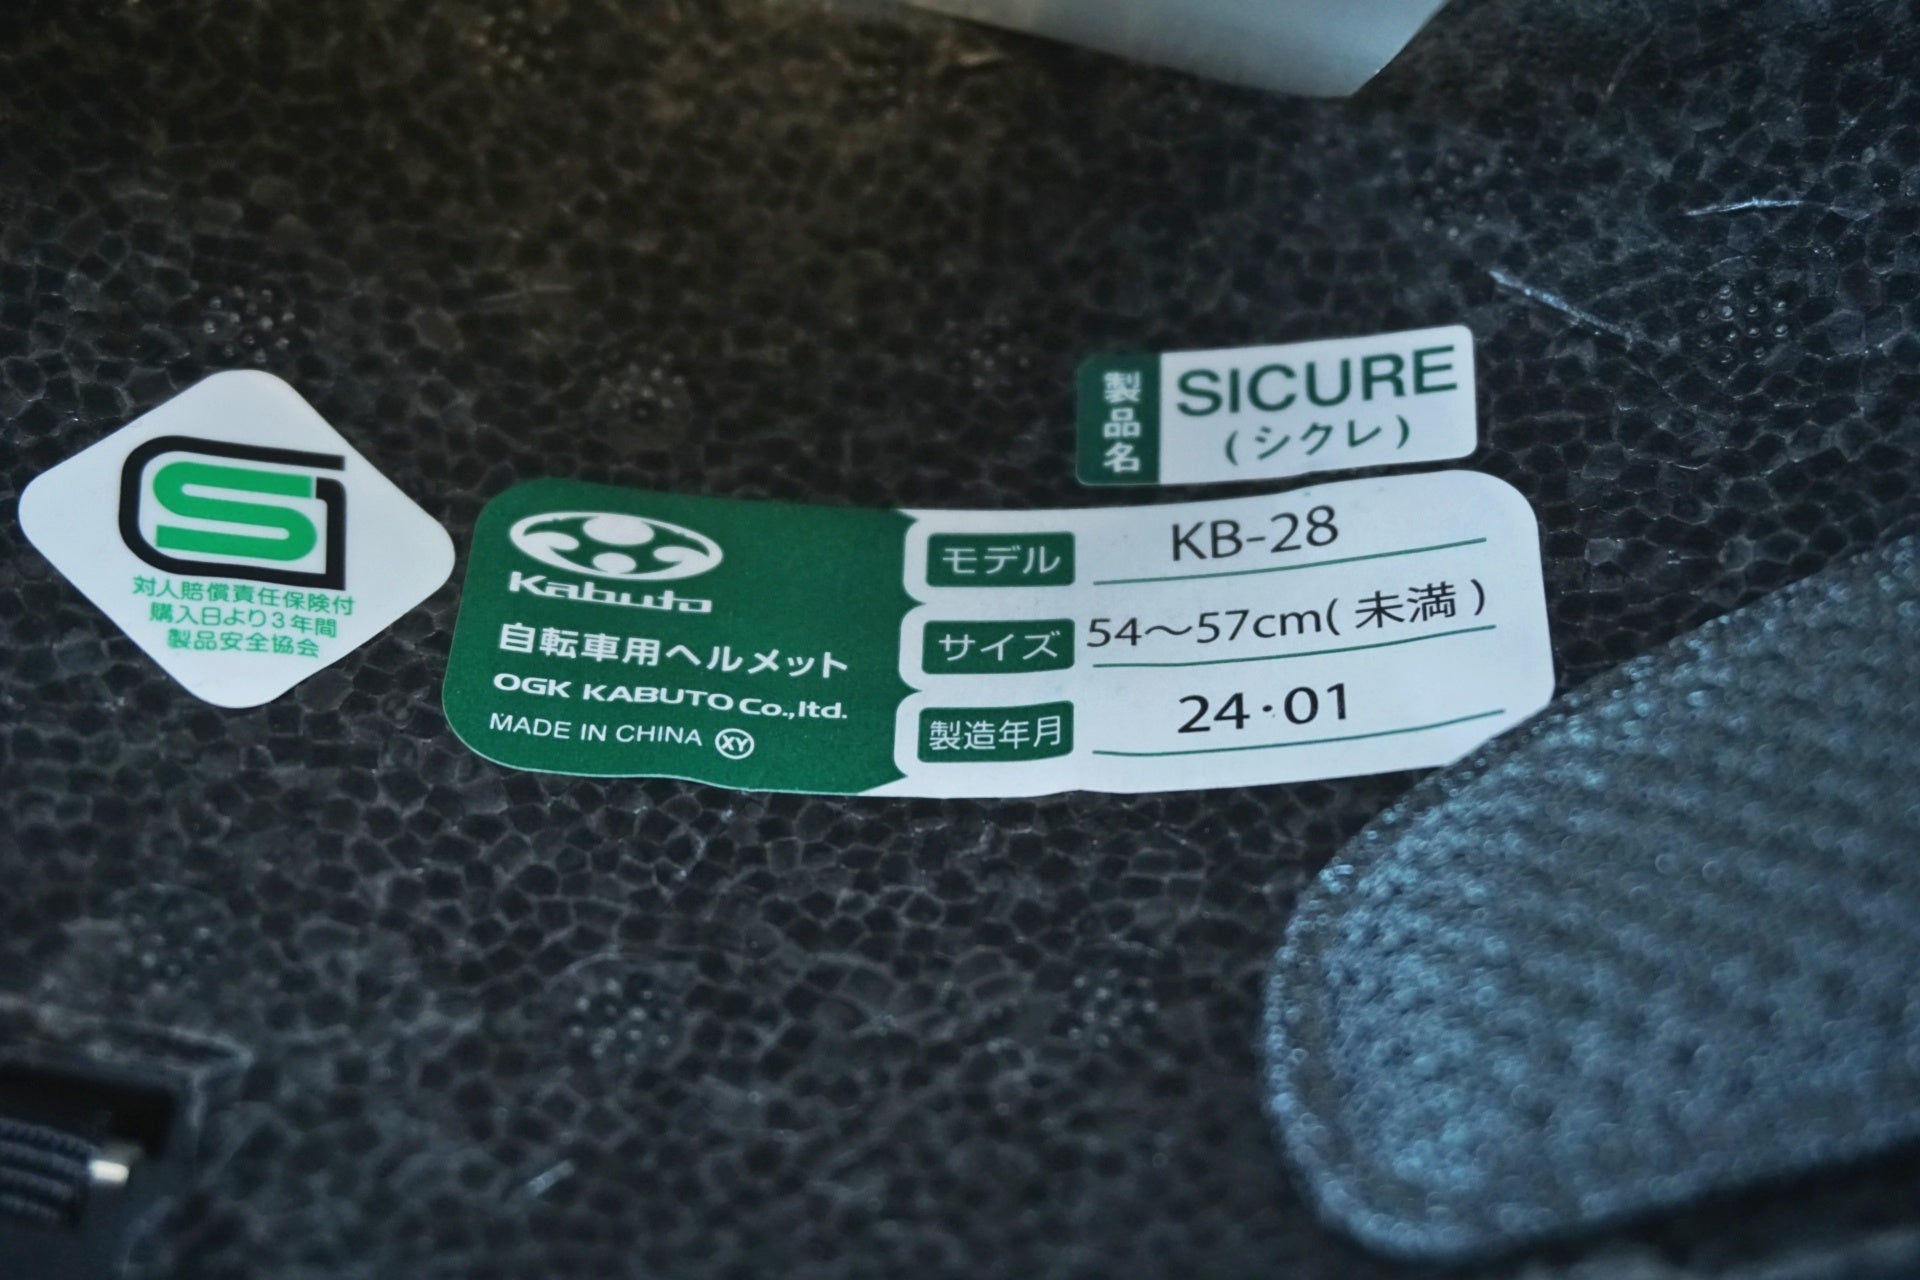 S
対人賠償責任保険付
購入日より3年間
製品安全協会
製品名
SICURE
(シクレ)
Kabuto
自転車用ヘルメット
OGK KABUTO Co.,ltd.
MADE IN CHINA XY
モデル KB-28
サイズ 54～57cm(未満)
製造年月 24・01